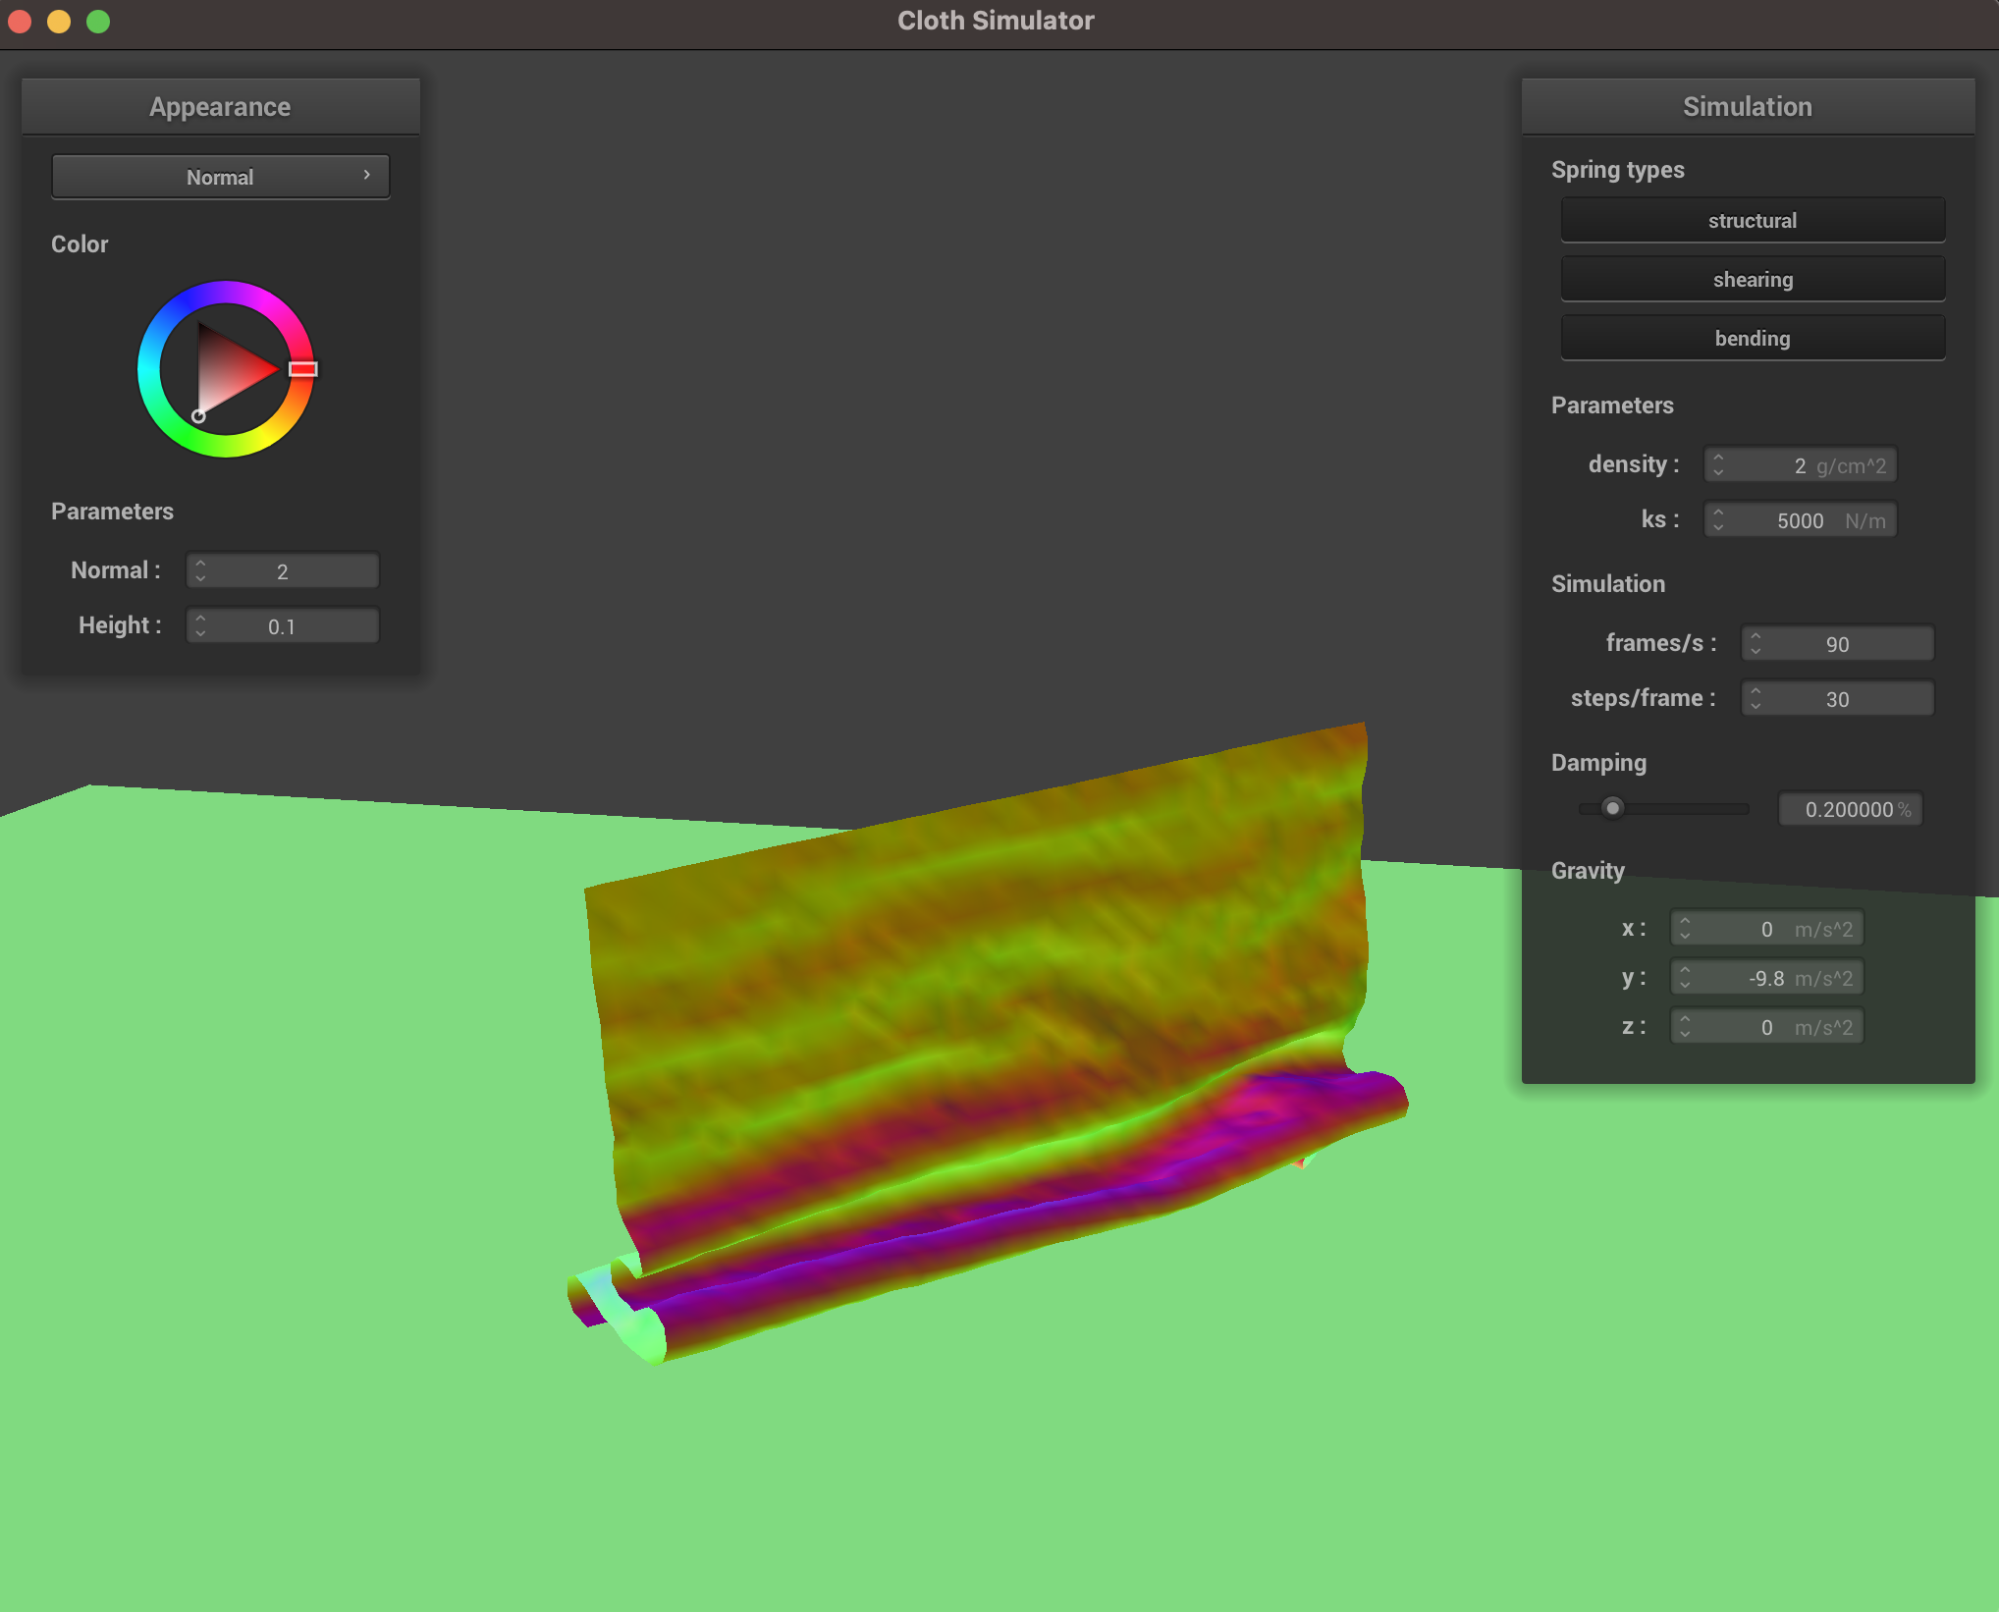 Cloth Simulator
Appearance
Normal
Color
Parameters
Normal : 2
Height : 0.1
Simulation
Spring types
structural
shearing
bending
Parameters
density : 2 g/cm^2
ks : 5000 N/m
Simulation
frames/s : 90
steps/frame : 30
Damping
0.200000 %
Gravity
x : 0 m/s^2
y : -9.8 m/s^2
z : 0 m/s^2